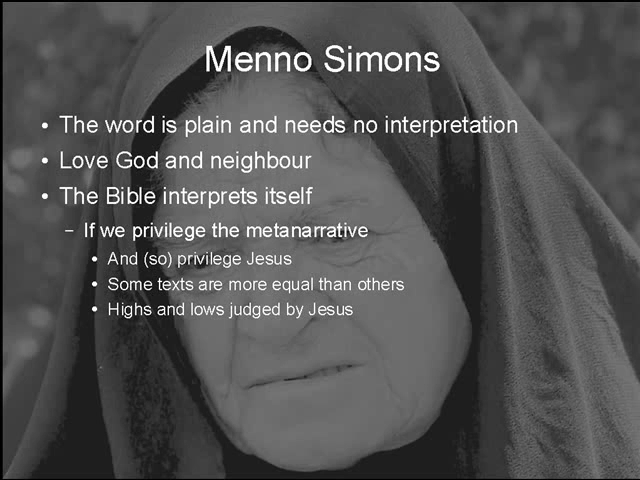 Menno Simons
• The word is plain and needs no interpretation
• Love God and neighbour
• The Bible interprets itself
– If we privilege the metanarrative
• And (so) privilege Jesus
• Some texts are more equal than others
• Highs and lows judged by Jesus